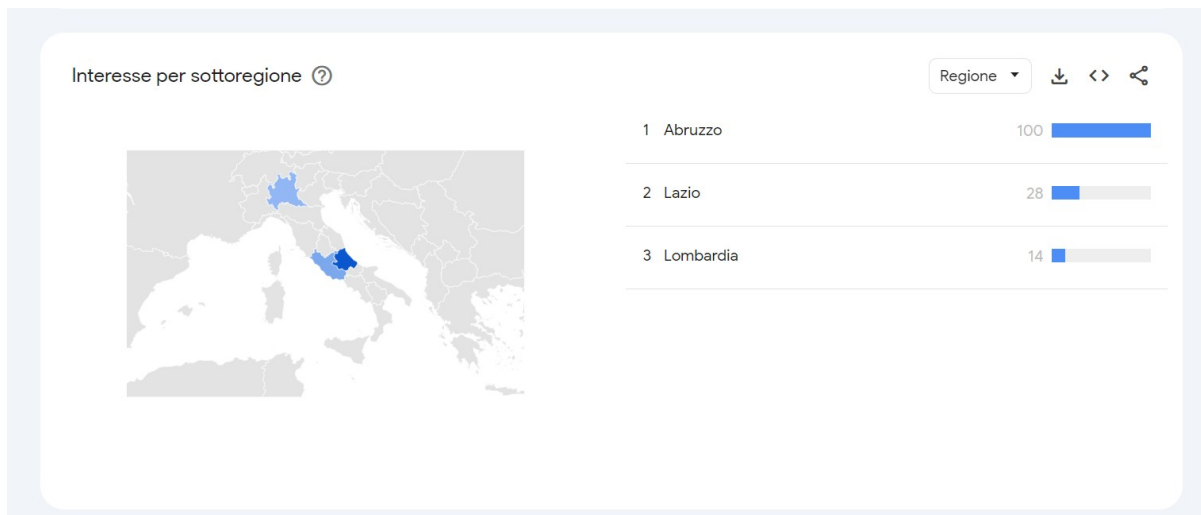 Interesse per sottoregione
Regione
1 Abruzzo 100
2 Lazio 28
3 Lombardia 14